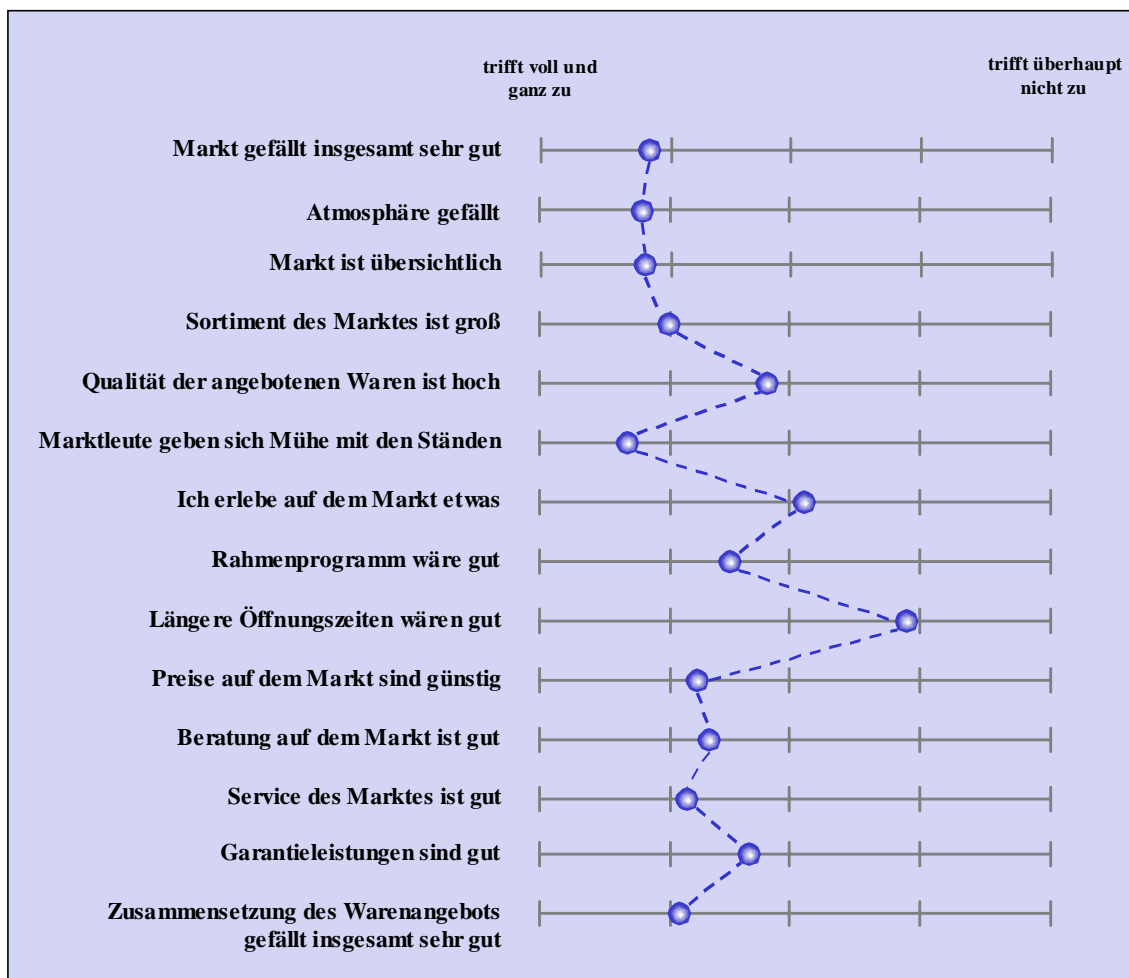 trifft voll und
ganz zu
trifft überhaupt
nicht zu
Markt gefällt insgesamt sehr gut
Atmosphäre gefällt
Markt ist übersichtlich
Sortiment des Marktes ist groß
Qualität der angebotenen Waren ist hoch
Marktleute geben sich Mühe mit den Ständen
Ich erlebe auf dem Markt etwas
Rahmenprogramm wäre gut
Längere Öffnungszeiten wären gut
Preise auf dem Markt sind günstig
Beratung auf dem Markt ist gut
Service des Marktes ist gut
Garantieleistungen sind gut
Zusammensetzung des Warenangebots
gefällt insgesamt sehr gut